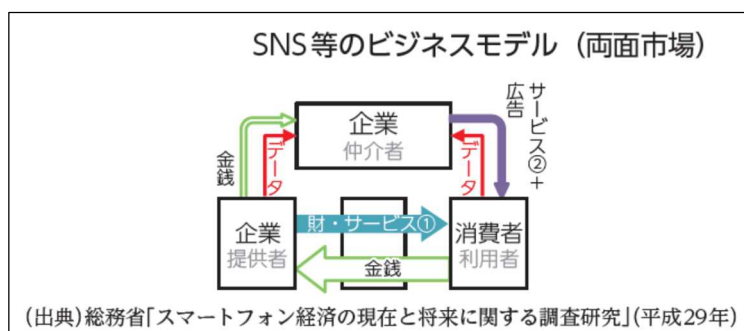 SNS等のビジネスモデル（両面市場）
企業
仲介者
サービス②＋
広告
金銭
データ
データ
財・サービス①
企業
提供者
消費者
利用者
金銭
（出典）総務省「スマートフォン経済の現在と将来に関する調査研究」（平成29年）